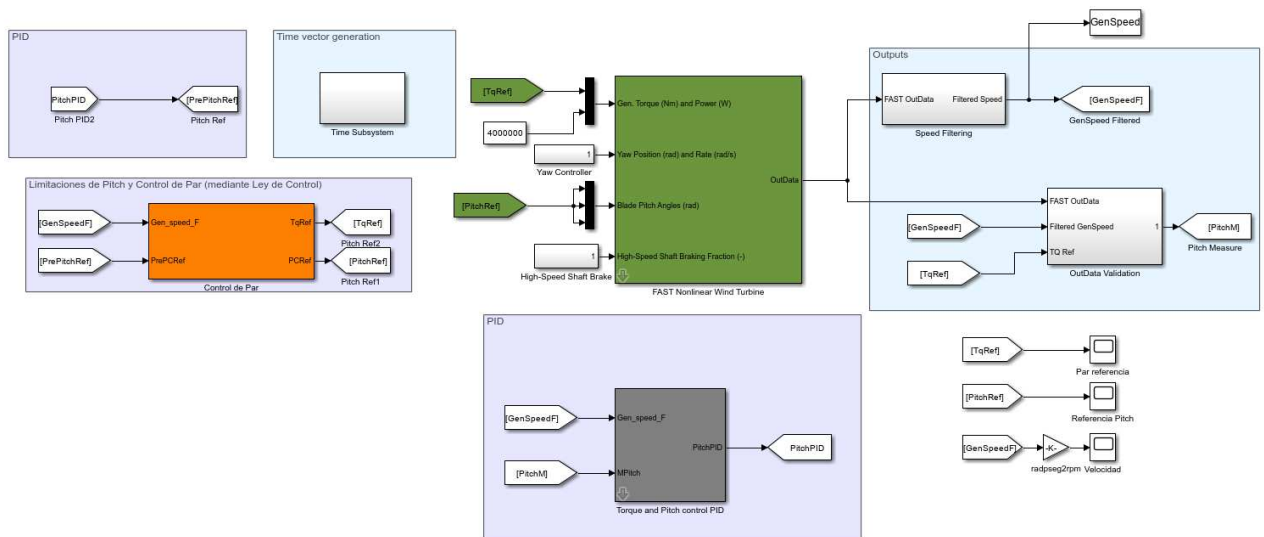 PID
PitchPID
Pitch PID2
[PrePitchRef]
Pitch Ref
Time vector generation
Time Subsystem
Limitaciones de Pitch y Control de Par (mediante Ley de Control)
[GenSpeedF]
[PrePitchRef]
Gen_speed_F
PrePCRef
TqRef
PCRef
Control de Par
[TqRef]
Pitch Ref2
[PitchRef]
Pitch Ref1
[TqRef]
4000000
1
Yaw Controller
[PitchRef]
1
High-Speed Shaft Brake
Gen. Torque (Nm) and Power (W)
Yaw Position (rad) and Rate (rad/s)
Blade Pitch Angles (rad)
High-Speed Shaft Braking Fraction (-)
OutData
FAST Nonlinear Wind Turbine
GenSpeed
Outputs
FAST OutData
Filtered Speed
Speed Filtering
[GenSpeedF]
GenSpeed Filtered
[GenSpeedF]
[TqRef]
FAST OutData
Filtered GenSpeed
TQ Ref
1
OutData Validation
[PitchM]
Pitch Measure
PID
[GenSpeedF]
[PitchM]
Gen_speed_F
MPitch
PitchPID
Torque and Pitch control PID
PitchPID
[TqRef]
Par referencia
[PitchRef]
Referencia Pitch
[GenSpeedF]
-K-
radpseg2rpm
Velocidad